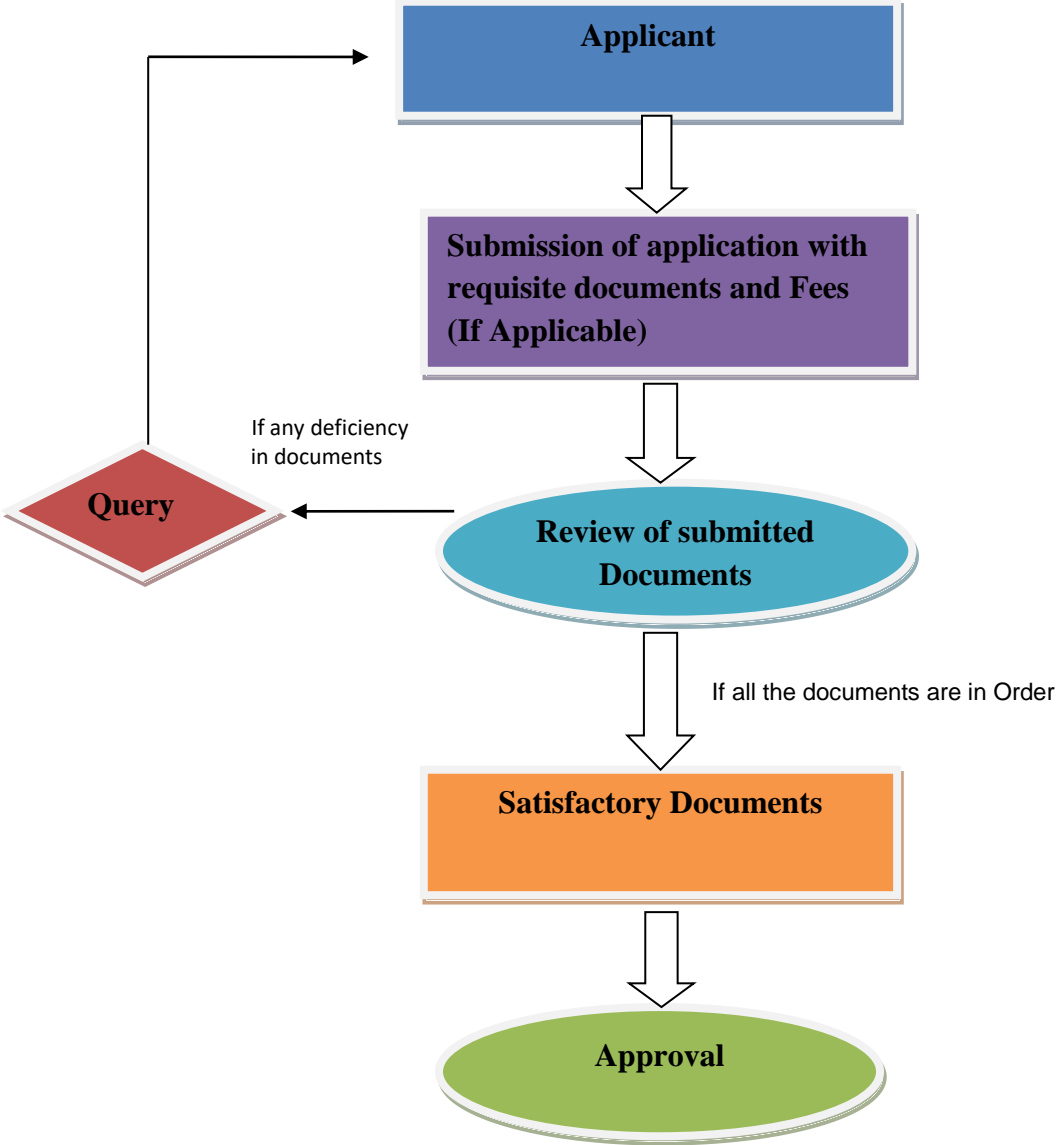 Applicant
Submission of application with
requisite documents and Fees
(If Applicable)
If any deficiency
in documents
Query
Review of submitted
Documents
If all the documents are in Order
Satisfactory Documents
Approval